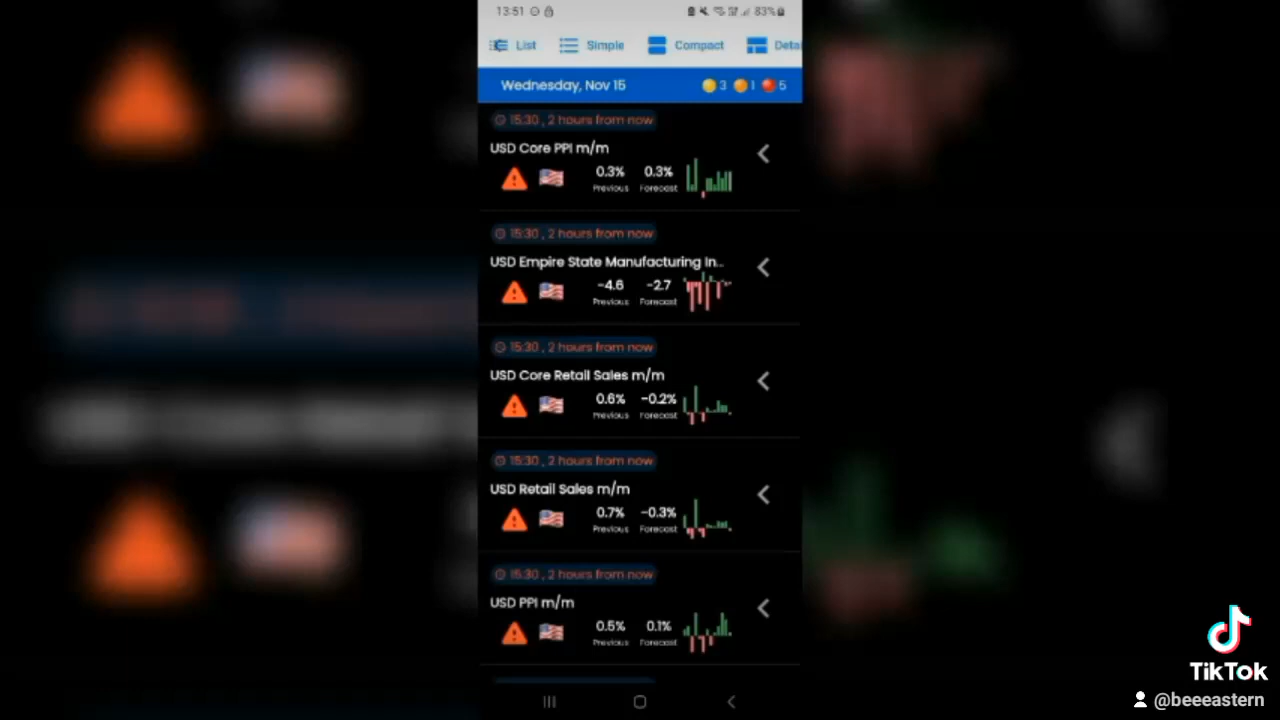 13:51
83%
List
Simple
Compact
Detai
Wednesday, Nov 15
3
1
5
15:30 , 2 hours from now
USD Core PPI m/m
0.3%
0.3%
Previous
Forecast
15:30 , 2 hours from now
USD Empire State Manufacturing In..
-4.6
-2.7
Previous
Forecast
15:30 , 2 hours from now
USD Core Retail Sales m/m
0.6%
-0.2%
Previous
Forecast
15:30 , 2 hours from now
USD Retail Sales m/m
0.7%
-0.3%
Previous
Forecast
15:30 , 2 hours from now
USD PPI m/m
0.5%
0.1%
Previous
Forecast
TikTok
@beeeastern